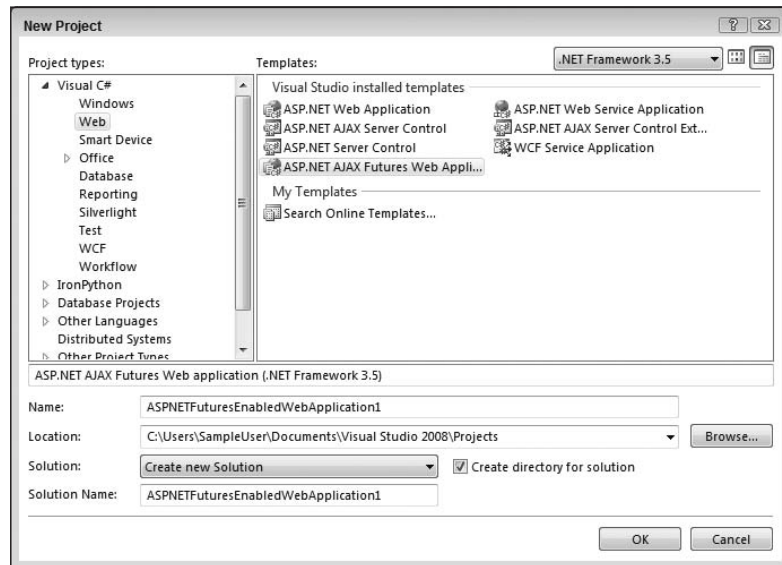 New Project
Project types:
Templates:
.NET Framework 3.5
Visual C#
Windows
Web
Smart Device
Office
Database
Reporting
Silverlight
Test
WCF
Workflow
IronPython
Database Projects
Other Languages
Distributed Systems
Other Project Types
Visual Studio installed templates
ASP.NET Web Application
ASP.NET Web Service Application
ASP.NET AJAX Server Control
ASP.NET AJAX Server Control Ext...
ASP.NET Server Control
WCF Service Application
ASP.NET AJAX Futures Web Appli...
My Templates
Search Online Templates...
ASP.NET AJAX Futures Web application (.NET Framework 3.5)
Name:
ASPNETFuturesEnabledWebApplication1
Location:
C:\Users\SampleUser\Documents\Visual Studio 2008\Projects
Browse...
Solution:
Create new Solution
Create directory for solution
Solution Name:
ASPNETFuturesEnabledWebApplication1
OK
Cancel